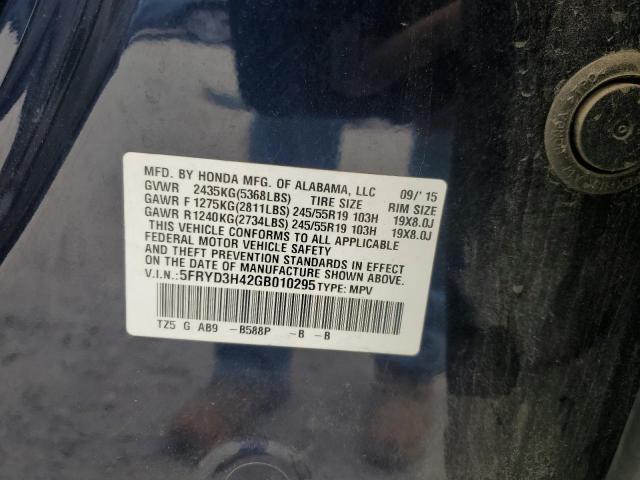 MFD. BY HONDA MFG. OF ALABAMA, LLC 09/'15
GVWR 2435KG(5368LBS) TIRE SIZE RIM SIZE
GAWR F 1275KG(2811LBS) 245/55R19 103H 19X8.0J
GAWR R1240KG(2734LBS) 245/55R19 103H 19X8.0J
THIS VEHICLE CONFORMS TO ALL APPLICABLE
FEDERAL MOTOR VEHICLE SAFETY
AND THEFT PREVENTION STANDARDS IN EFFECT
ON THE DATE OF MANUFACTURE SHOWN ABOVE.
V.I.N.:5FRYD3H42GB010295 TYPE: MPV
TZ5 G AB9 -B588P -B -B